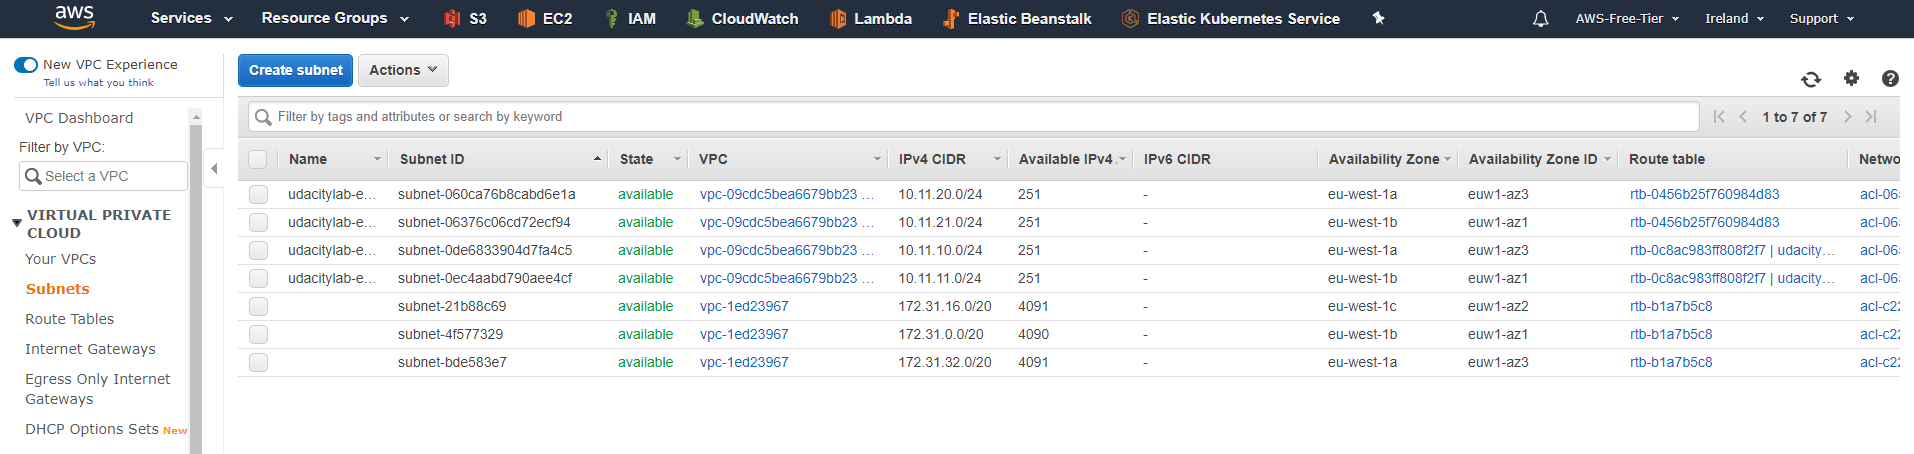 aws Services Resource Groups S3 EC2 IAM CloudWatch Lambda Elastic Beanstalk Elastic Kubernetes Service AWS-Free-Tier Ireland Support
New VPC Experience
Tell us what you think
VPC Dashboard
Filter by VPC:
Select a VPC
VIRTUAL PRIVATE
CLOUD
Your VPCs
Subnets
Route Tables
Internet Gateways
Egress Only Internet
Gateways
DHCP Options Sets New
Create subnet Actions
Filter by tags and attributes or search by keyword 1 to 7 of 7
Name Subnet ID State VPC IPv4 CIDR Available IPv4 IPv6 CIDR Availability Zone Availability Zone ID Route table Netwo
udacitylab-e... subnet-060ca76b8cabd6e1a available vpc-09cdc5bea6679bb23 ... 10.11.20.0/24 251 - eu-west-1a euw1-az3 rtb-0456b25f760984d83 acl-065
udacitylab-e... subnet-06376c06cd72ecf94 available vpc-09cdc5bea6679bb23 ... 10.11.21.0/24 251 - eu-west-1b euw1-az1 rtb-0456b25f760984d83 acl-065
udacitylab-e... subnet-0de6833904d7fa4c5 available vpc-09cdc5bea6679bb23 ... 10.11.10.0/24 251 - eu-west-1a euw1-az3 rtb-0c8ac983ff808f2f7 | udacity... acl-065
udacitylab-e... subnet-0ec4aabd790aee4cf available vpc-09cdc5bea6679bb23 ... 10.11.11.0/24 251 - eu-west-1b euw1-az1 rtb-0c8ac983ff808f2f7 | udacity... acl-065
subnet-21b88c69 available vpc-1ed23967 172.31.16.0/20 4091 - eu-west-1c euw1-az2 rtb-b1a7b5c8 acl-c22
subnet-4f577329 available vpc-1ed23967 172.31.0.0/20 4090 - eu-west-1b euw1-az1 rtb-b1a7b5c8 acl-c22
subnet-bde583e7 available vpc-1ed23967 172.31.32.0/20 4091 - eu-west-1a euw1-az3 rtb-b1a7b5c8 acl-c22